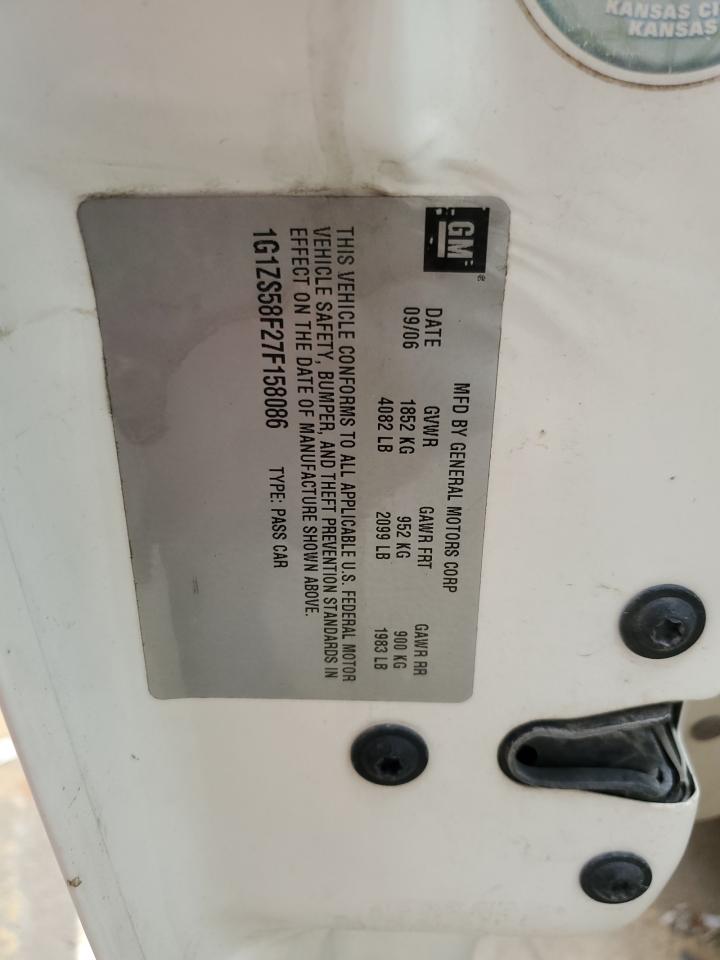 KANSAS
KANSAS
GM
MFD BY GENERAL MOTORS CORP
DATE GVWR GAWR FRT GAWR RR
09/06 1852 KG 952 KG 900 KG
4082 LB 2099 LB 1983 LB
THIS VEHICLE CONFORMS TO ALL APPLICABLE U.S. FEDERAL MOTOR
VEHICLE SAFETY, BUMPER, AND THEFT PREVENTION STANDARDS IN
EFFECT ON THE DATE OF MANUFACTURE SHOWN ABOVE.
1G1ZS58F27F158086 TYPE: PASS CAR